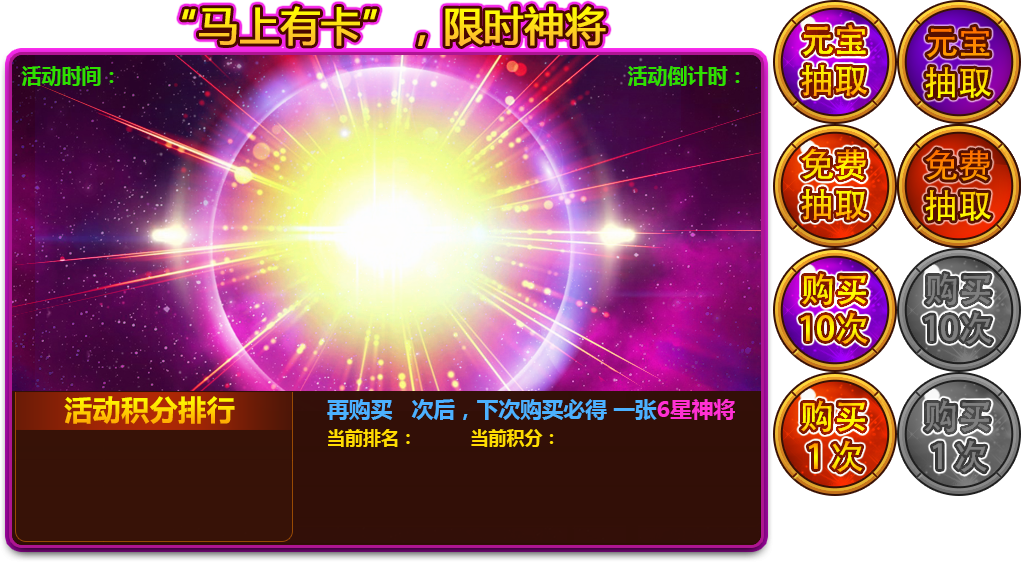 “马上有卡”，限时神将
活动时间：
活动倒计时：
活动积分排行
再购买 次后，下次购买必得 一张6星神将
当前排名： 当前积分：
元宝
抽取
元宝
抽取
免费
抽取
免费
抽取
购买
10次
购买
10次
购买
1次
购买
1次